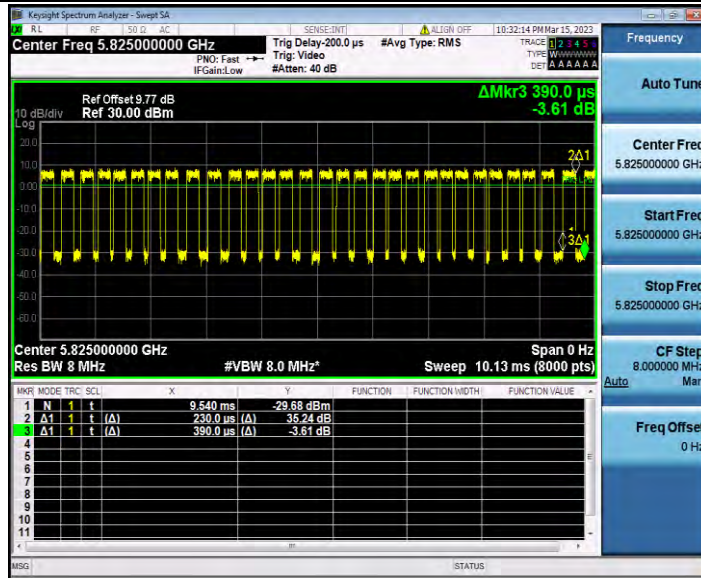 Keysight Spectrum Analyzer - Swept SA
RL RF 50 Ω AC SENSE:INT ALIGN OFF 10:32:14 PM Mar 15, 2023
Center Freq 5.825000000 GHz
PNO: Fast
IFGain:Low
Trig Delay-200.0 µs
Trig: Video
#Atten: 40 dB
#Avg Type: RMS
TRACE 1 2 3 4 5 6
TYPE W
DET A A A A A A
Ref Offset 9.77 dB
10 dB/div Ref 30.00 dBm
Log
ΔMkr3 390.0 µs
-3.61 dB
20.0
10.0
0.00
-10.0
-20.0
-30.0
-40.0
-50.0
-60.0
2Δ1
3Δ1
Center 5.825000000 GHz Span 0 Hz
Res BW 8 MHz #VBW 8.0 MHz* Sweep 10.13 ms (8000 pts)
MKR MODE TRC SCL X Y FUNCTION FUNCTION WIDTH FUNCTION VALUE
1 N 1 t 9.540 ms -29.68 dBm
2 Δ1 1 t (Δ) 230.0 µs (Δ) 35.24 dB
3 Δ1 1 t (Δ) 390.0 µs (Δ) -3.61 dB
4
5
6
7
8
9
10
11
MSG STATUS
Frequency
Auto Tune
Center Freq
5.825000000 GHz
Start Freq
5.825000000 GHz
Stop Freq
5.825000000 GHz
CF Step
8.000000 MHz
Auto Man
Freq Offset
0 Hz